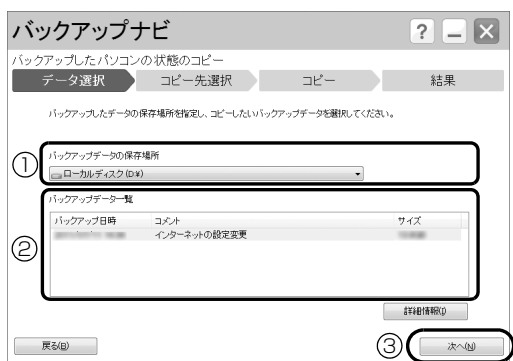 バックアップナビ
? – ×
バックアップしたパソコンの状態のコピー
データ選択 コピー先選択 コピー 結果
バックアップしたデータの保存場所を指定し、コピーしたいバックアップデータを選択してください。
① バックアップデータの保存場所
ローカルディスク(D:¥)
② バックアップデータ一覧
バックアップ日時 コメント サイズ
インターネットの設定変更
詳細情報(I)
戻る(B) ③ 次へ(N)